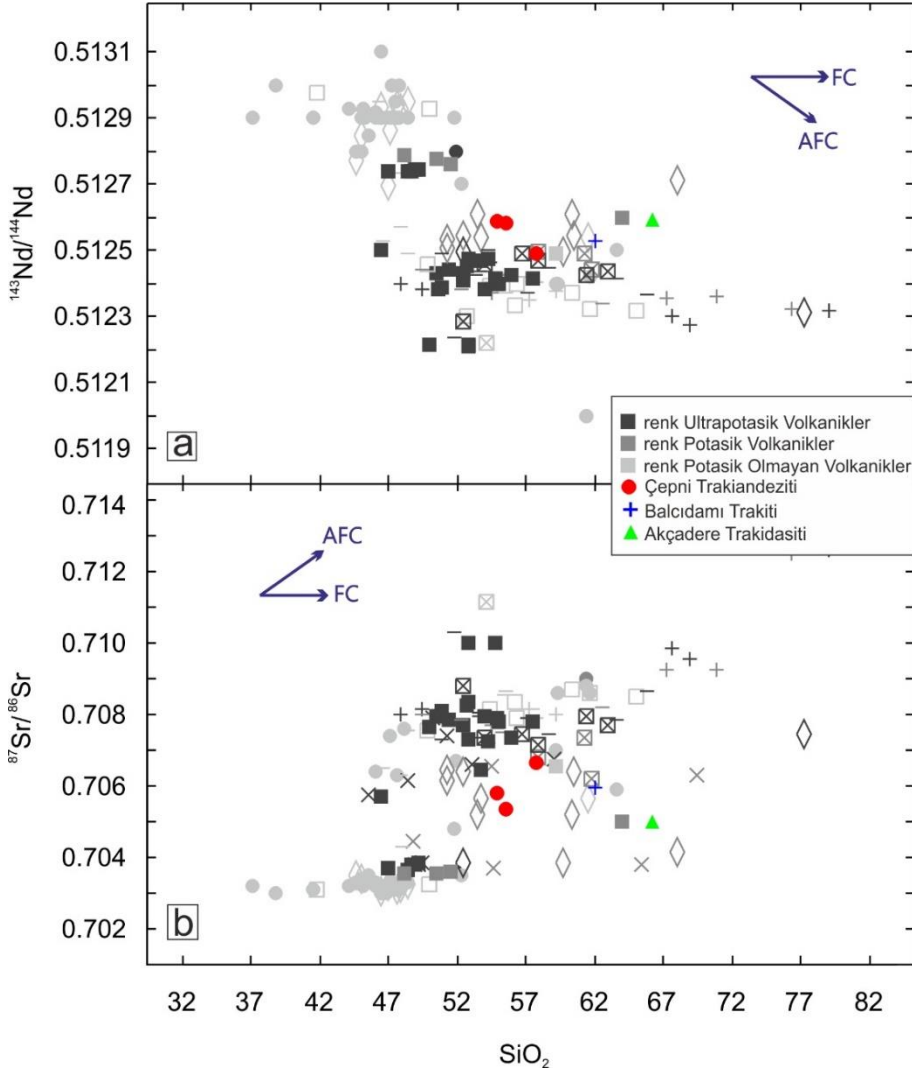 0.5131
0.5129
0.5127
0.5125
0.5123
0.5121
0.5119
¹⁴³Nd/¹⁴⁴Nd
FC
AFC
a
renk Ultrapotasik Volkanikler
renk Potasik Volkanikler
renk Potasik Olmayan Volkanikler
Çepni Trakiandeziti
Balcıdamı Trakiti
Akçadere Trakidasiti
0.714
0.712
0.710
0.708
0.706
0.704
0.702
⁸⁷Sr/⁸⁶Sr
AFC
FC
b
32 37 42 47 52 57 62 67 72 77 82
SiO₂